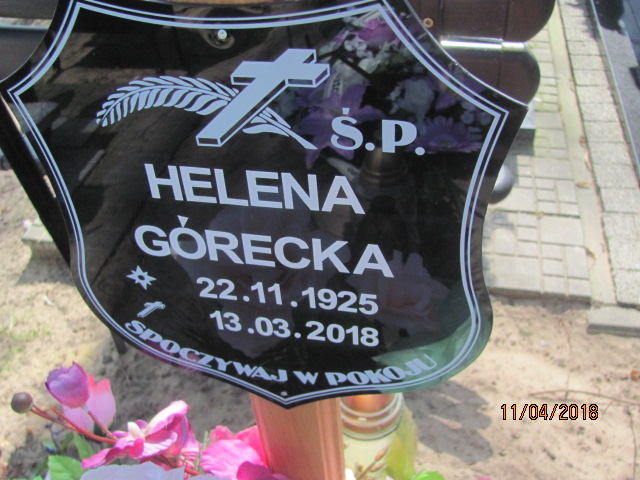 Ś.P.
HELENA
GÓRECKA
22.11.1925
13.03.2018
SPOCZYWAJ W POKOJU
11/04/2018